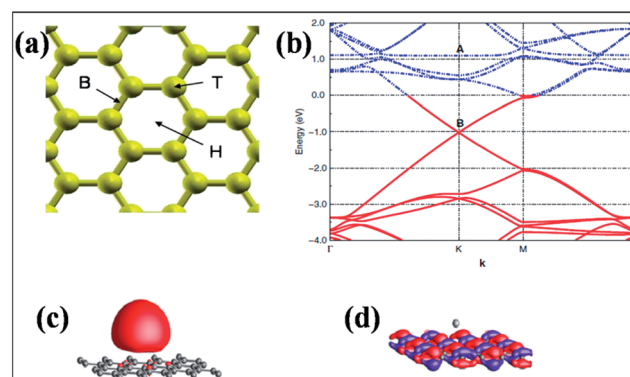 (a)
B
T
H
(b)
2.0
1.0
0.0
-1.0
-2.0
-3.0
-4.0
Energy (eV)
A
B
Γ
K
M
k
(c)
(d)